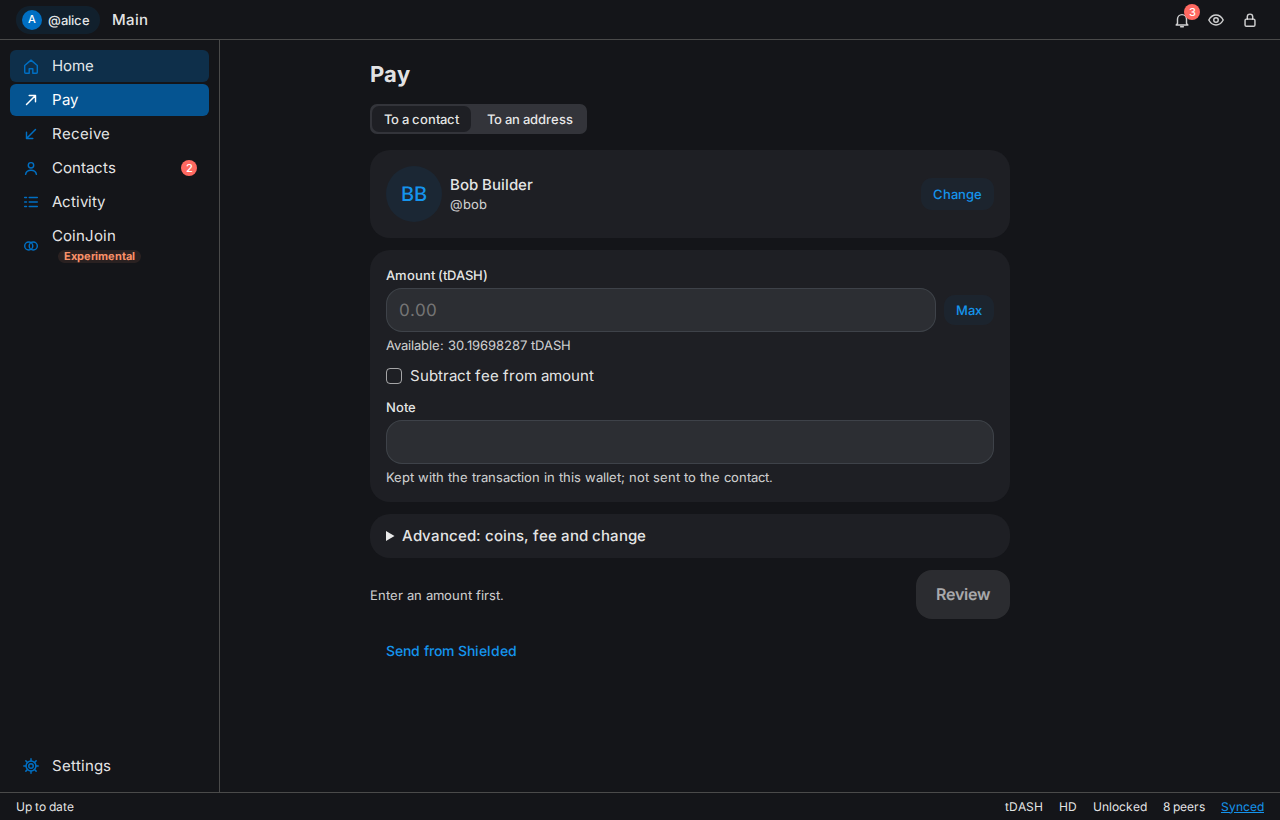 A @alice Main 3
Home
Pay
Receive
Contacts 2
Activity
CoinJoin
Experimental
Settings
Pay
To a contact To an address
BB
Bob Builder
@bob
Change
Amount (tDASH)
0.00 Max
Available: 30.19698287 tDASH
Subtract fee from amount
Note
Kept with the transaction in this wallet; not sent to the contact.
Advanced: coins, fee and change
Enter an amount first. Review
Send from Shielded
Up to date tDASH HD Unlocked 8 peers Synced